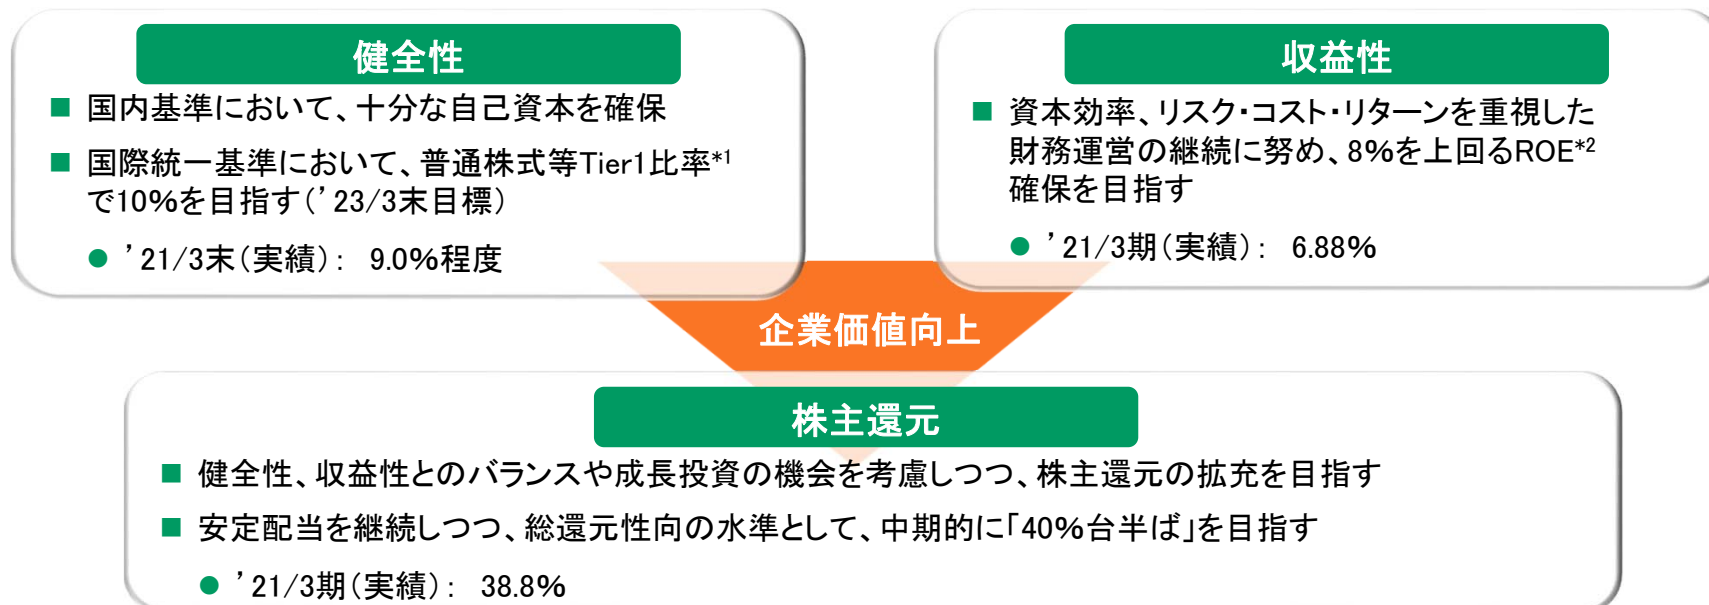 健全性
■ 国内基準において、十分な自己資本を確保
■ 国際統一基準において、普通株式等Tier1比率*1
で10%を目指す(’23/3末目標)
● ’21/3末(実績): 9.0%程度
収益性
■ 資本効率、リスク・コスト・リターンを重視した
財務運営の継続に努め、8%を上回るROE*2
確保を目指す
● ’21/3期(実績): 6.88%
企業価値向上
株主還元
■ 健全性、収益性とのバランスや成長投資の機会を考慮しつつ、株主還元の拡充を目指す
■ 安定配当を継続しつつ、総還元性向の水準として、中期的に「40%台半ば」を目指す
● ’21/3期(実績): 38.8%